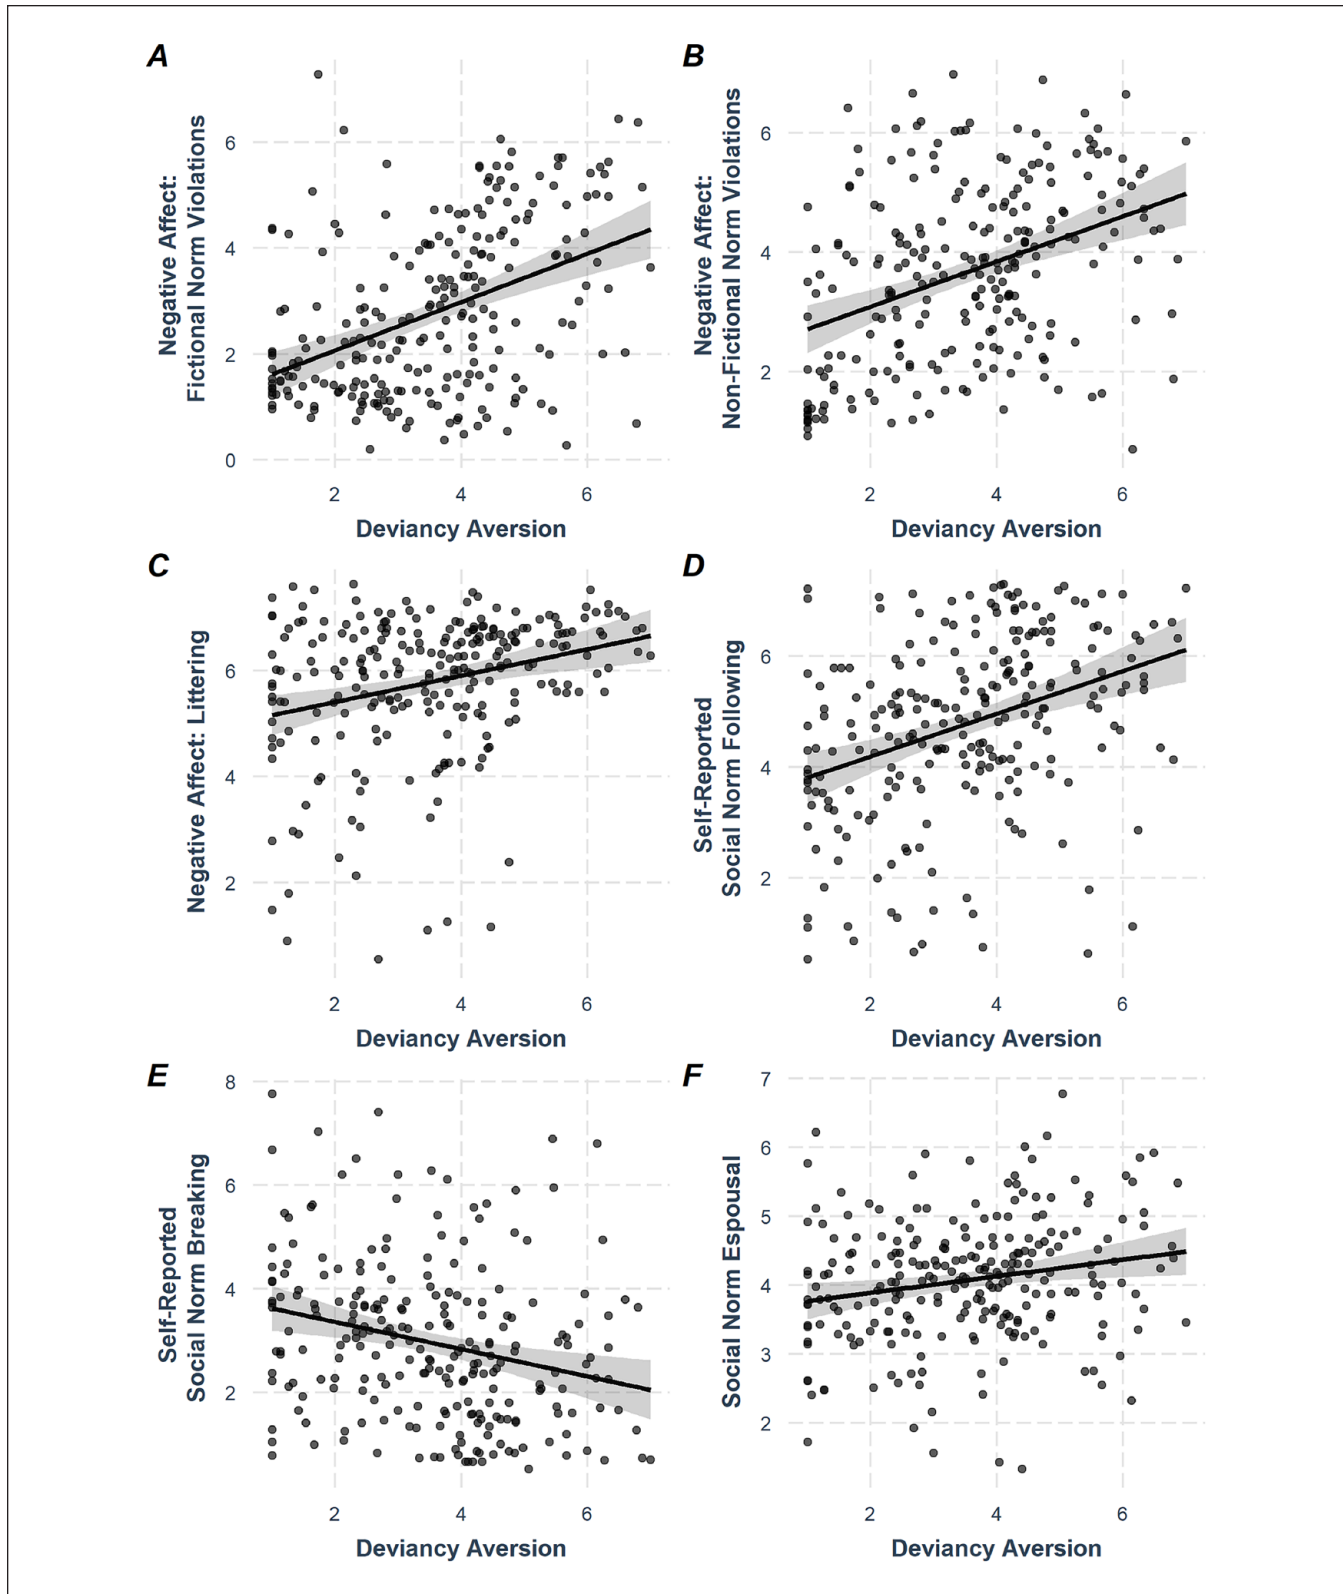 A
B
Negative Affect:
Fictional Norm Violations
6
4
2
0
2 4 6
Deviancy Aversion
Negative Affect:
Non-Fictional Norm Violations
6
4
2
2 4 6
Deviancy Aversion
C
D
Negative Affect: Littering
6
4
2
2 4 6
Deviancy Aversion
Self-Reported
Social Norm Following
6
4
2
2 4 6
Deviancy Aversion
E
F
Self-Reported
Social Norm Breaking
8
6
4
2
2 4 6
Deviancy Aversion
Social Norm Espousal
7
6
5
4
3
2
2 4 6
Deviancy Aversion